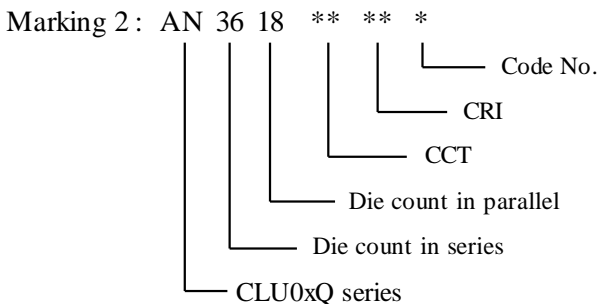 Marking 2 : AN 36 18 ** ** *
Code No.
CRI
CCT
Die count in parallel
Die count in series
CLU0xQ series